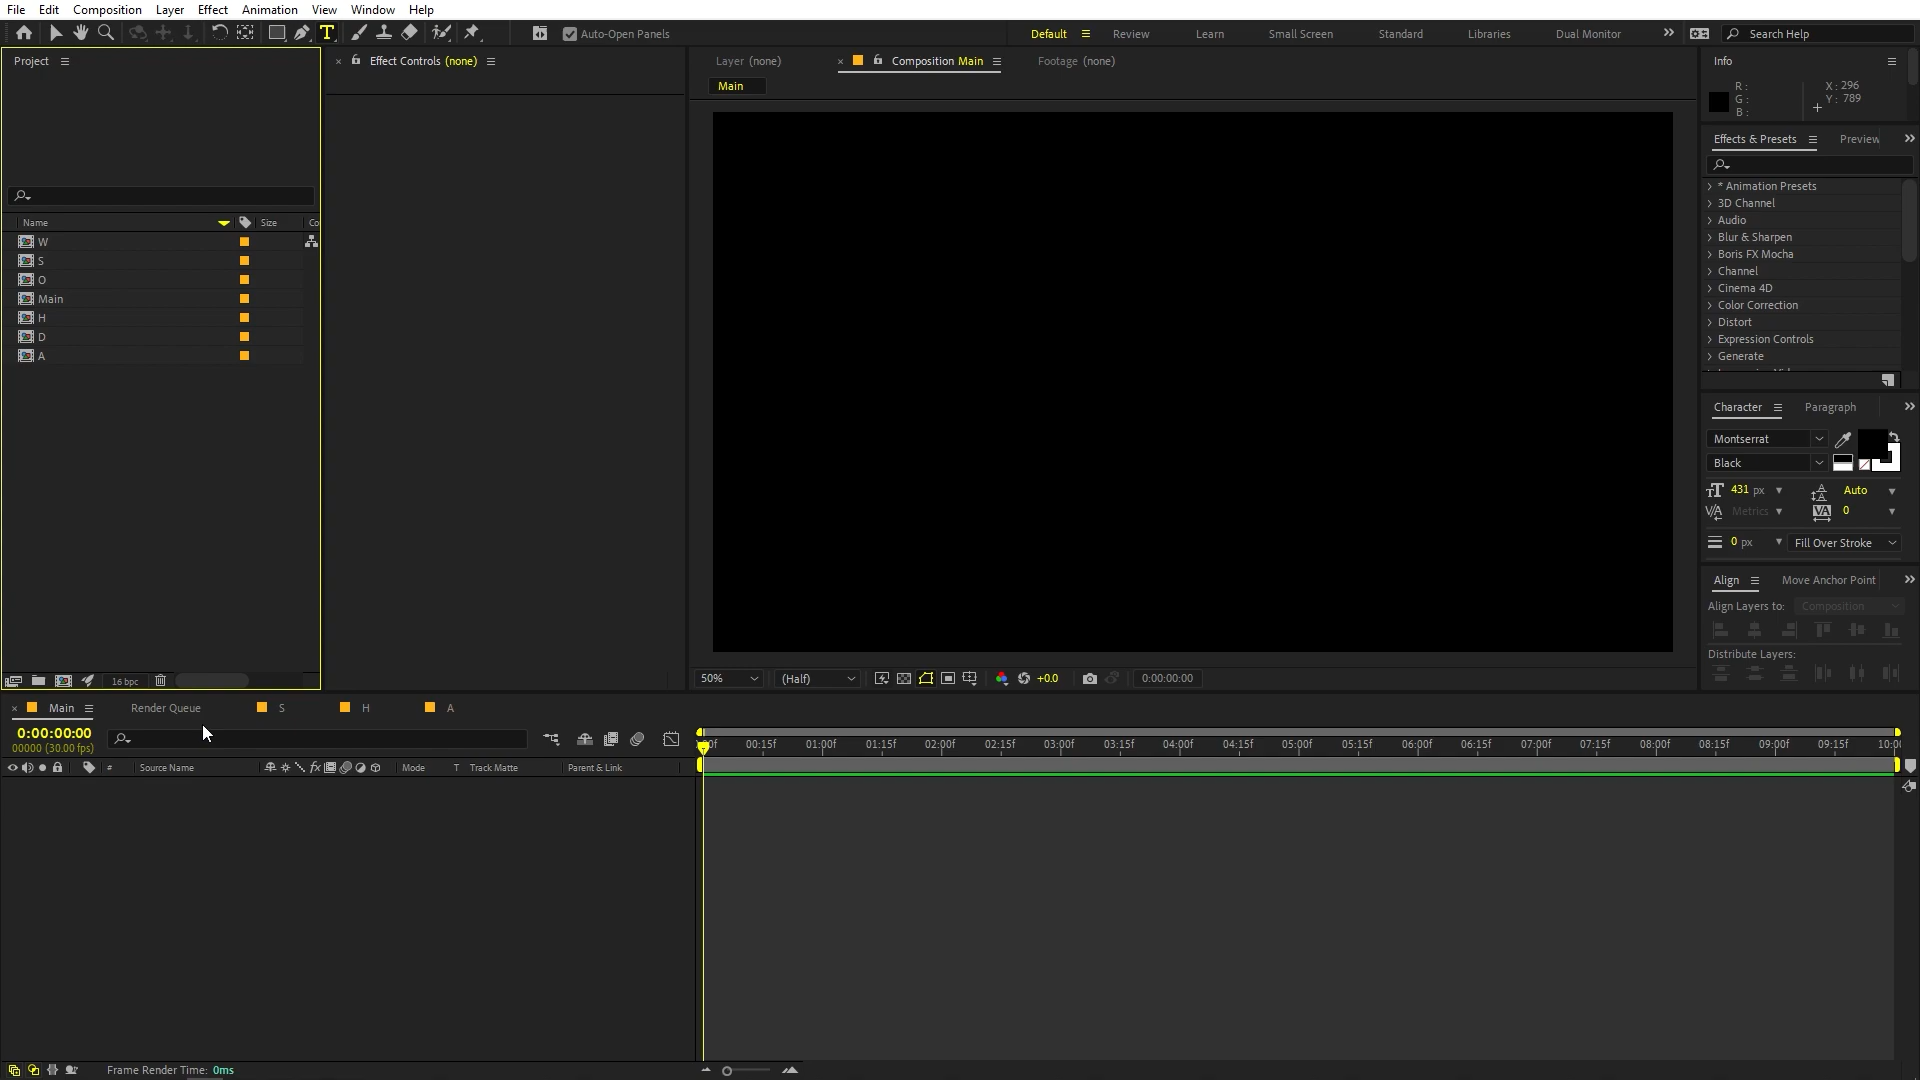 File Edit Composition Layer Effect Animation View Window Help
T Auto-Open Panels Default Review Learn Small Screen Standard Libraries Dual Monitor Search Help
Project
Effect Controls (none)
Layer (none) Composition Main Footage (none)
Main
Info
R :
G :
B :
X : 296
Y : 789
Effects & Presets Preview
* Animation Presets
3D Channel
Audio
Blur & Sharpen
Boris FX Mocha
Channel
Cinema 4D
Color Correction
Distort
Expression Controls
Generate
Name Size Co
W
S
O
Main
H
D
A
Character Paragraph
Montserrat
Black
431 px Auto
Metrics 0
0 px Fill Over Stroke
Align Move Anchor Point
Align Layers to: Composition
Distribute Layers:
16 bpc
50% (Half) +0.0 0:00:00:00
Main Render Queue S H A
0:00:00:00
00000 (30.00 fps)
00:15f 01:00f 01:15f 02:00f 02:15f 03:00f 03:15f 04:00f 04:15f 05:00f 05:15f 06:00f 06:15f 07:00f 07:15f 08:00f 08:15f 09:00f 09:15f 10:0
# Source Name fx Mode T Track Matte Parent & Link
Frame Render Time: 0ms